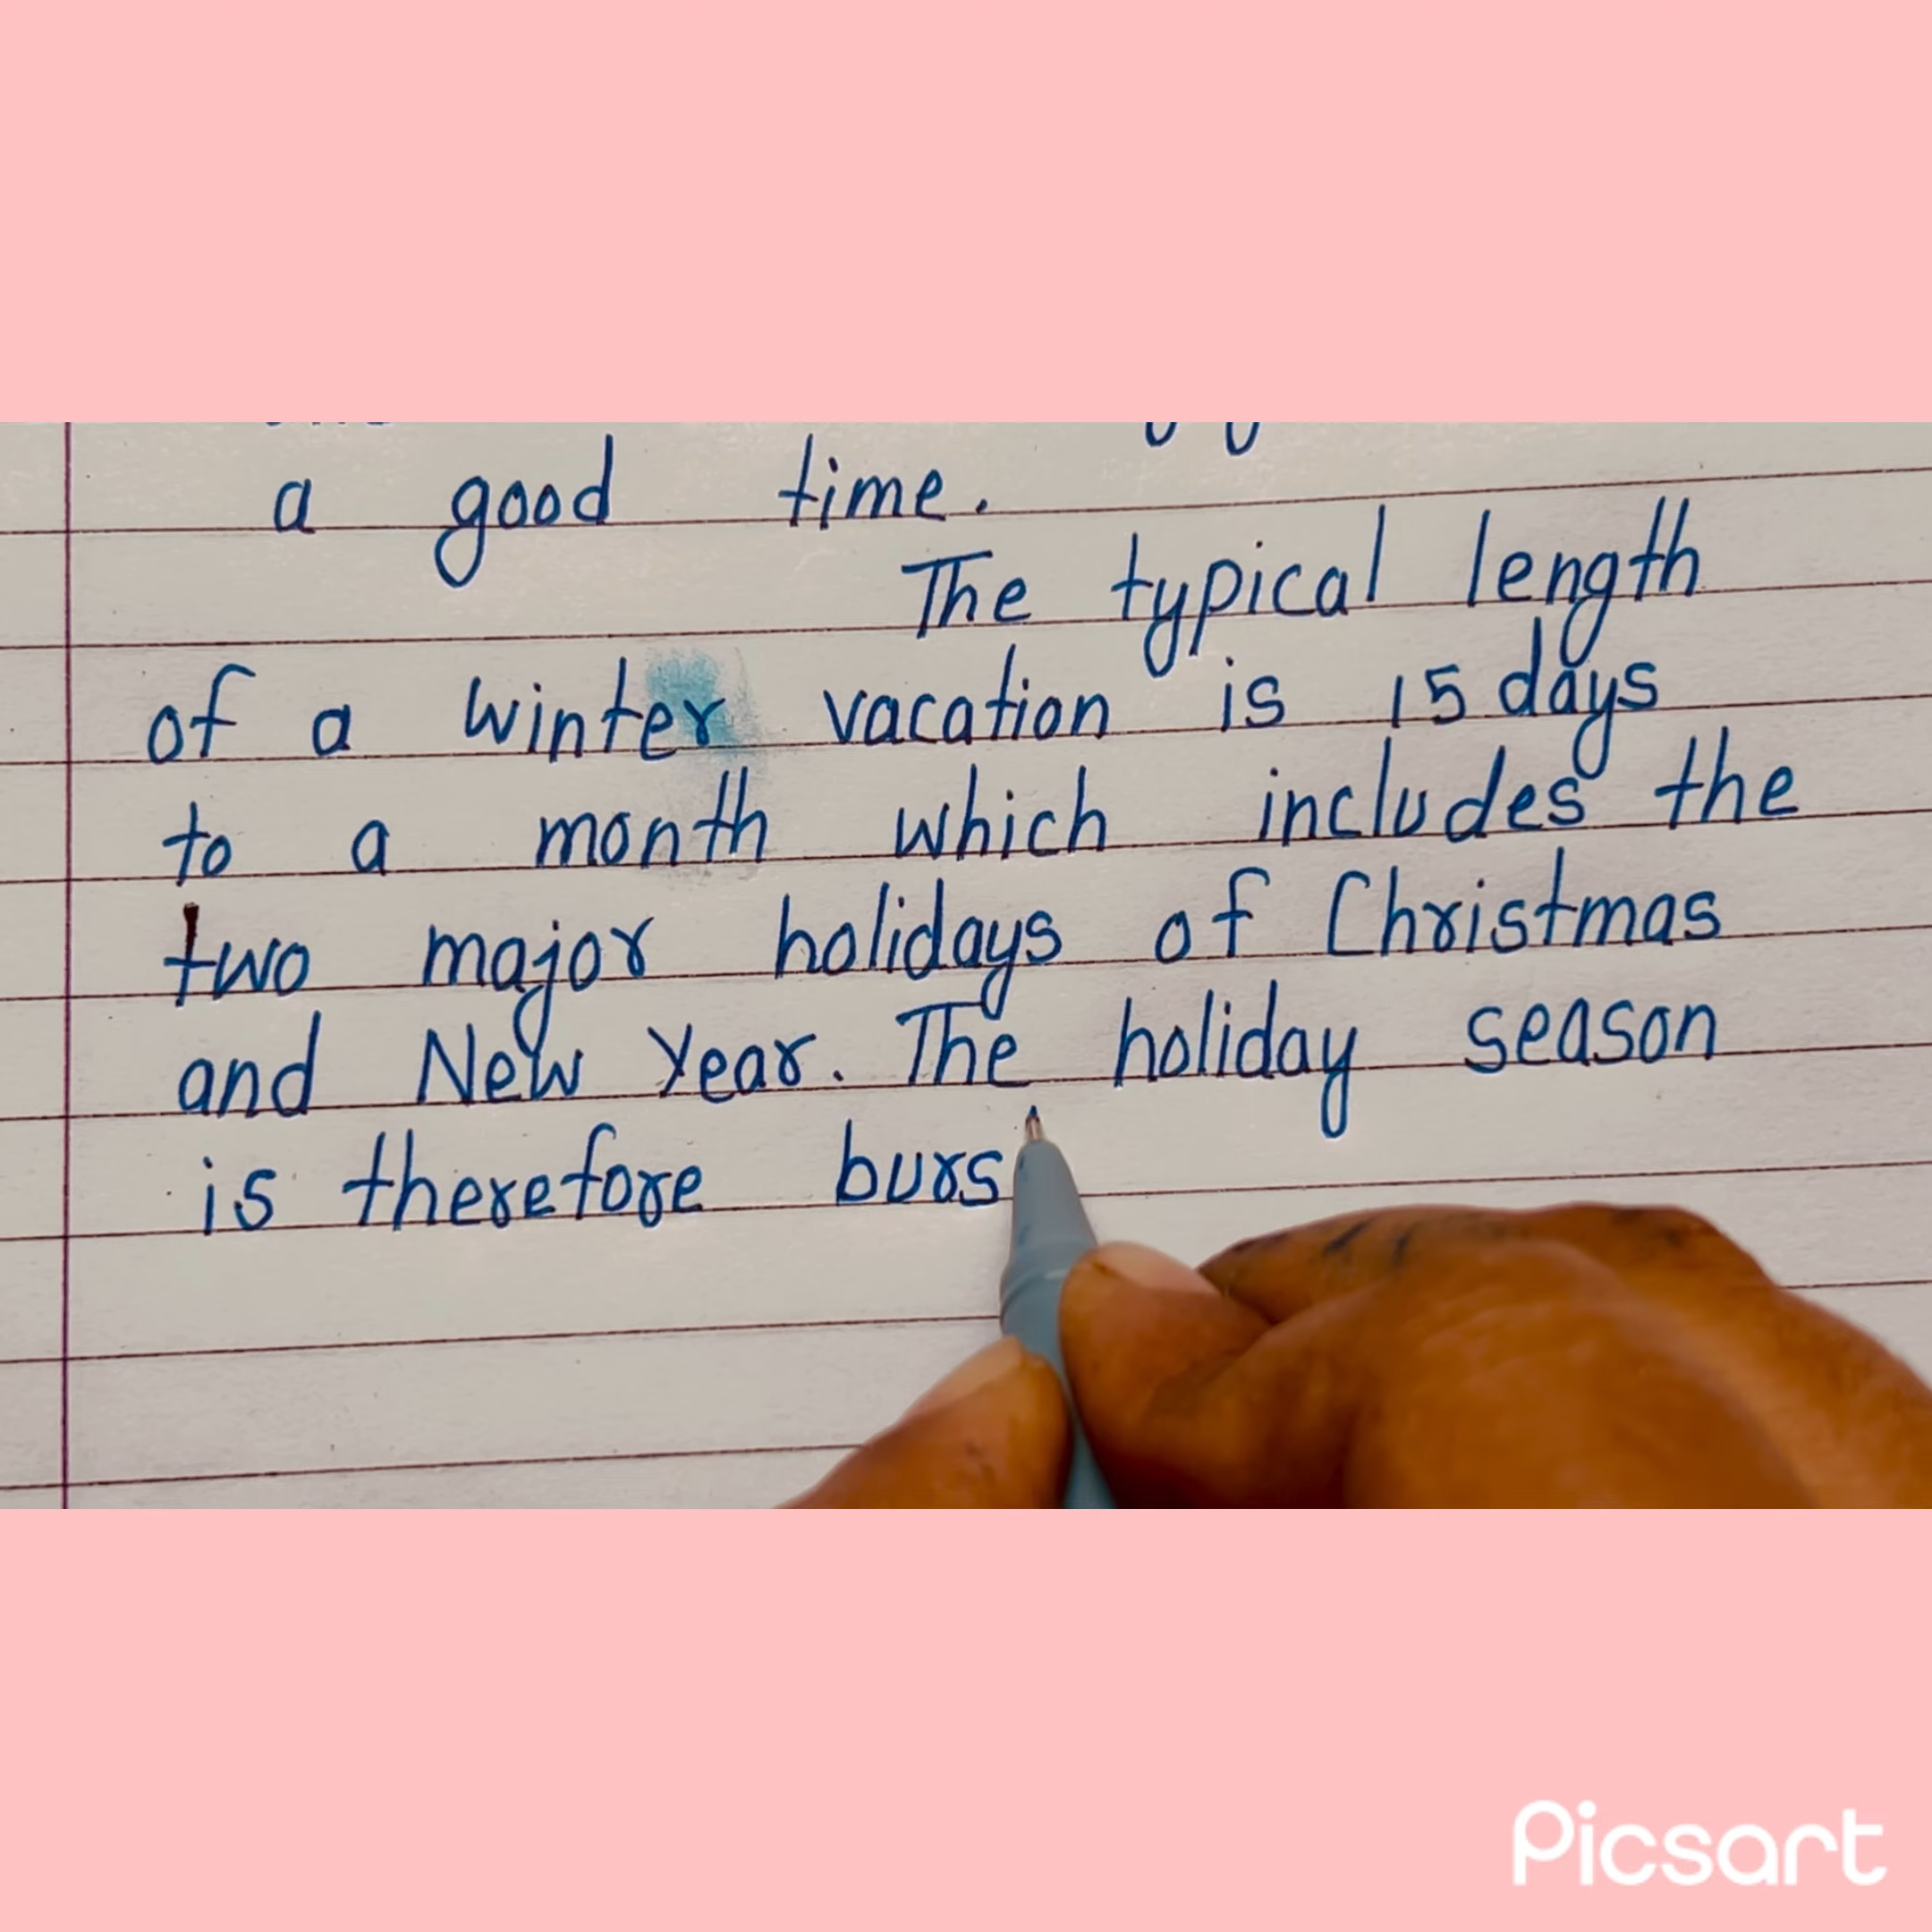 a good time.
The typical length
of a winter vacation is 15 days
to a month which includes the
two major holidays of Christmas
and New Year. The holiday season
is therefore burs
Picsart